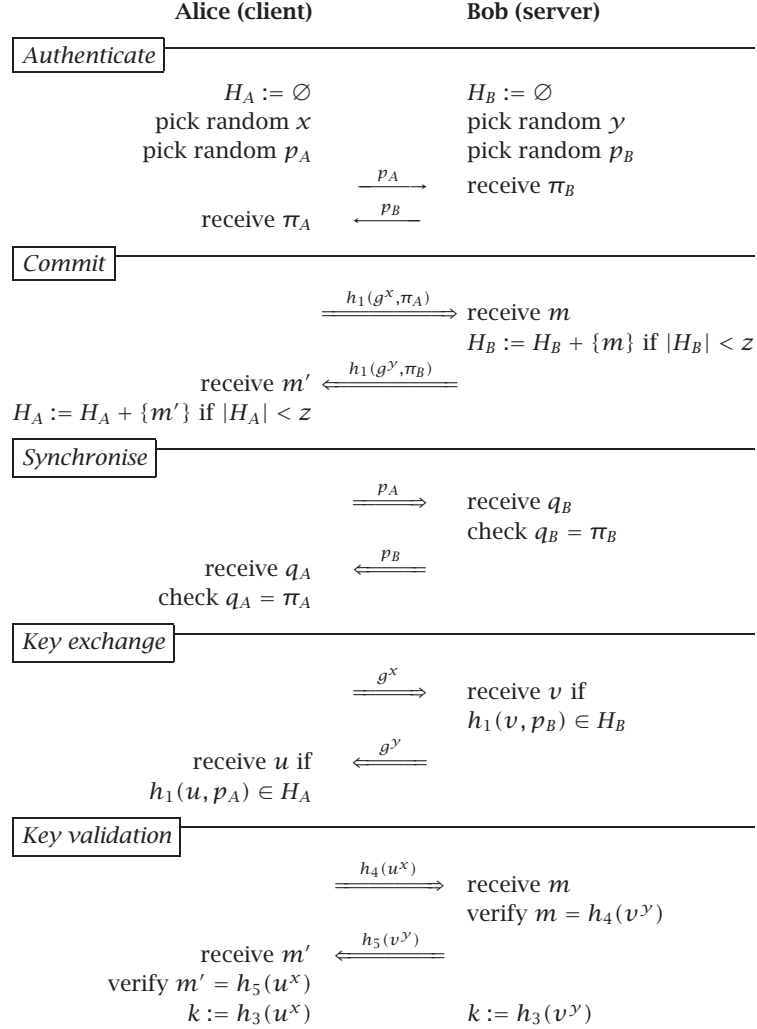 Alice (client) Bob (server)
Authenticate
H_A := ∅ H_B := ∅
pick random x pick random y
pick random p_A pick random p_B
p_A
receive π_B
p_B
receive π_A
Commit
h_1(g^x,π_A)
receive m
H_B := H_B + {m} if |H_B| < z
h_1(g^y,π_B)
receive m′
H_A := H_A + {m′} if |H_A| < z
Synchronise
p_A
receive q_B
check q_B = π_B
p_B
receive q_A
check q_A = π_A
Key exchange
g^x
receive v if
h_1(v, p_B) ∈ H_B
g^y
receive u if
h_1(u, p_A) ∈ H_A
Key validation
h_4(u^x)
receive m
verify m = h_4(v^y)
h_5(v^y)
receive m′
verify m′ = h_5(u^x)
k := h_3(u^x) k := h_3(v^y)